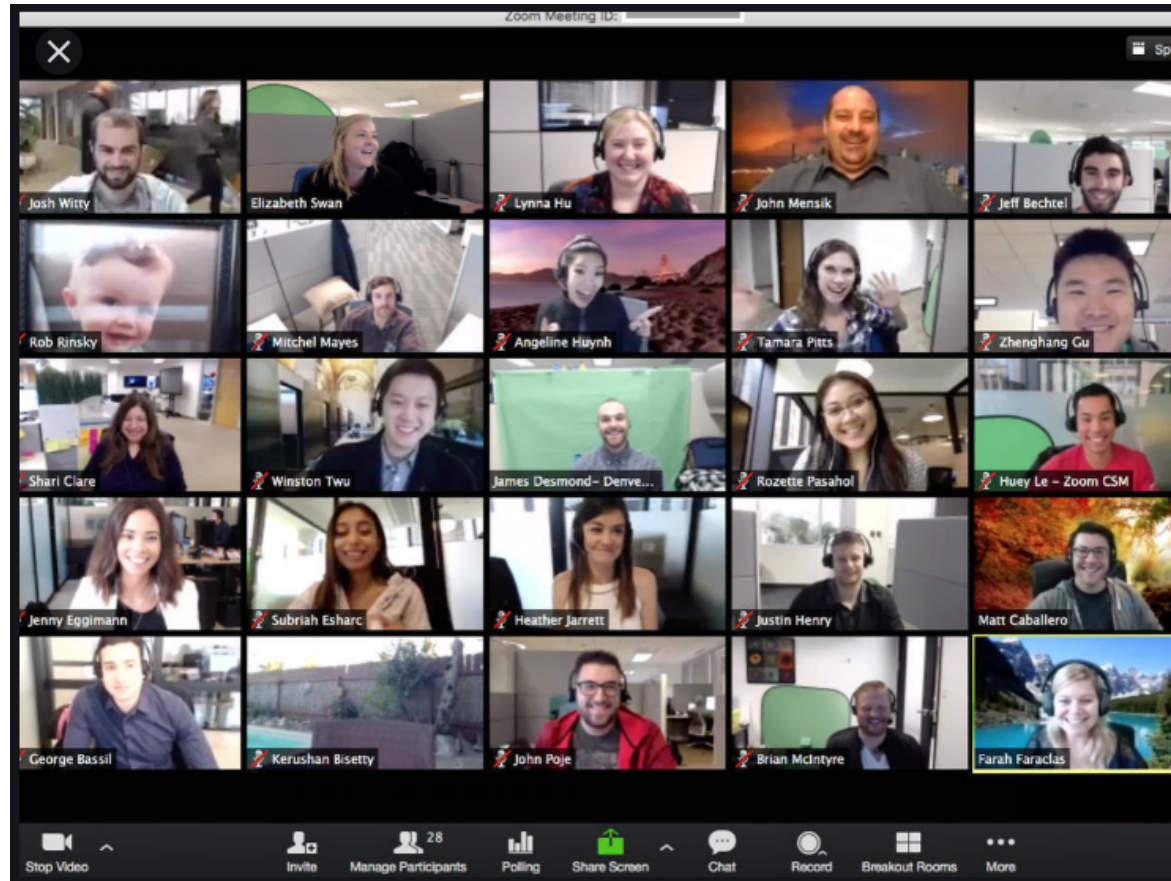 Zoom Meeting ID:
Sp
Josh Witty
Elizabeth Swan
Lynna Hu
John Mensik
Jeff Bechtel
Rob Rinsky
Mitchel Mayes
Angeline Huynh
Tamara Pitts
Zhenghang Gu
Shari Clare
Winston Twu
James Desmond– Denve...
Rozette Pasahol
Huey Le – Zoom CSM
Jenny Eggimann
Subriah Esharc
Heather Jarrett
Justin Henry
Matt Caballero
George Bassil
Kerushan Bisetty
John Poje
Brian McIntyre
Farah Faraclas
28
Stop Video
Invite
Manage Participants
Polling
Share Screen
Chat
Record
Breakout Rooms
More